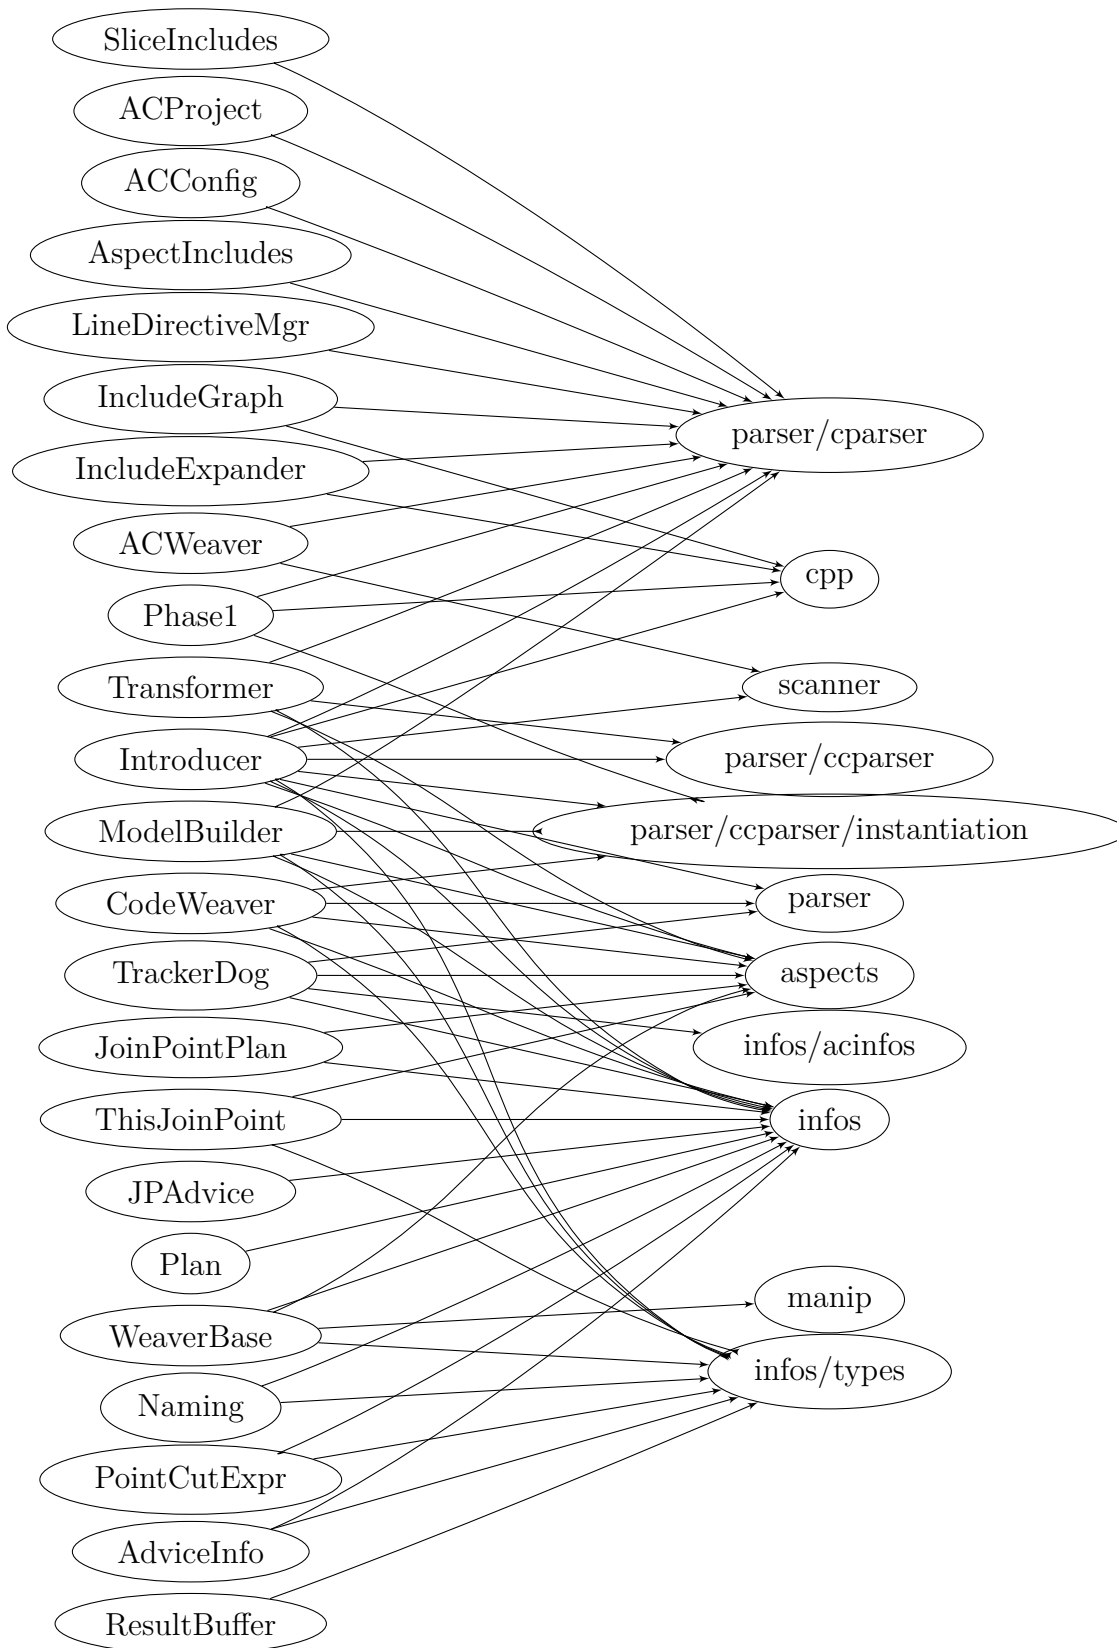 SliceIncludes
ACProject
ACConfig
AspectIncludes
LineDirectiveMgr
IncludeGraph
parser/cparser
IncludeExpander
ACWeaver
cpp
Phase1
Transformer
scanner
Introducer
parser/ccparser
ModelBuilder
parser/ccparser/instantiation
CodeWeaver
parser
TrackerDog
aspects
JoinPointPlan
infos/acinfos
ThisJoinPoint
infos
JPAdvice
Plan
manip
WeaverBase
infos/types
Naming
PointCutExpr
AdviceInfo
ResultBuffer